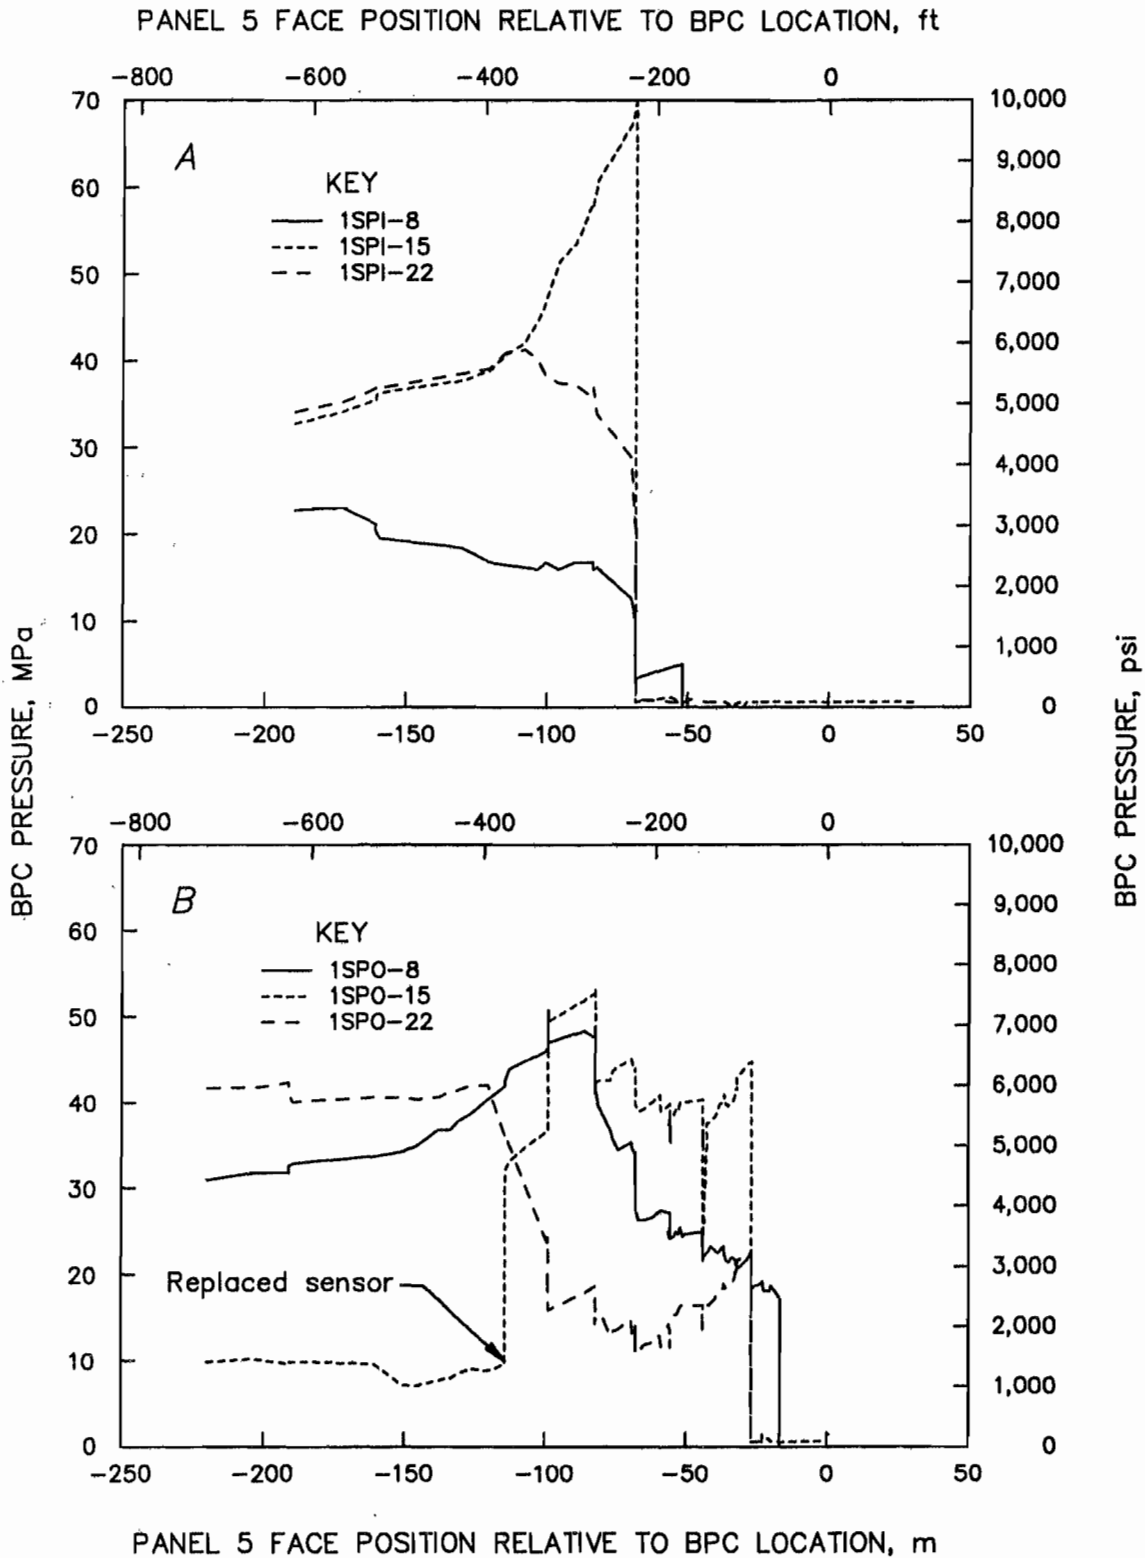 PANEL 5 FACE POSITION RELATIVE TO BPC LOCATION, ft
-800 -600 -400 -200 0
70 10,000
A
9,000
KEY
60
1SPI-8 8,000
1SPI-15
50 1SPI-22 7,000
40 6,000
5,000
30 4,000
20 3,000
2,000
10 1,000
0 0
-250 -200 -150 -100 -50 0 50
BPC PRESSURE, MPa
BPC PRESSURE, psi
-800 -600 -400 -200 0
70 10,000
B
60 9,000
KEY
1SPO-8 8,000
1SPO-15
50 1SPO-22 7,000
40 6,000
5,000
30 4,000
20 3,000
Replaced sensor
2,000
10 1,000
0 0
-250 -200 -150 -100 -50 0 50
PANEL 5 FACE POSITION RELATIVE TO BPC LOCATION, m